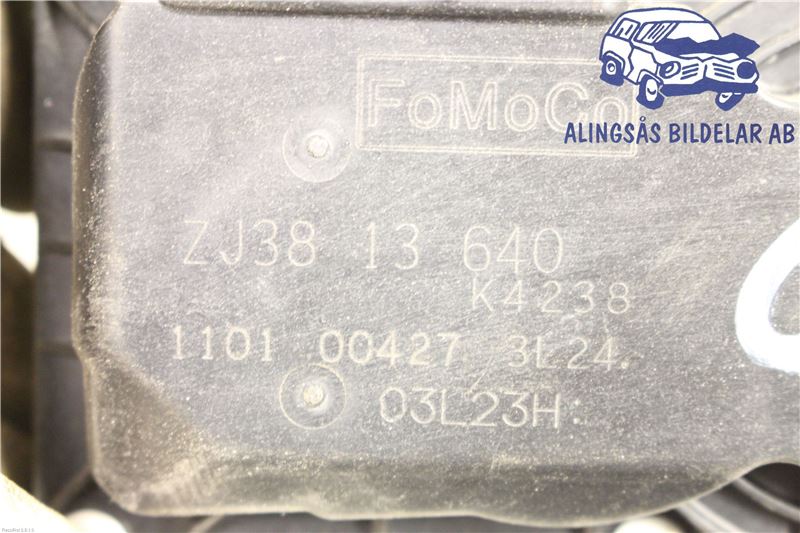 FoMoCo
ALINGSÅS BILDELAR AB
ZJ38 13 640
K4238
1101 00427 3L24.
03L23H